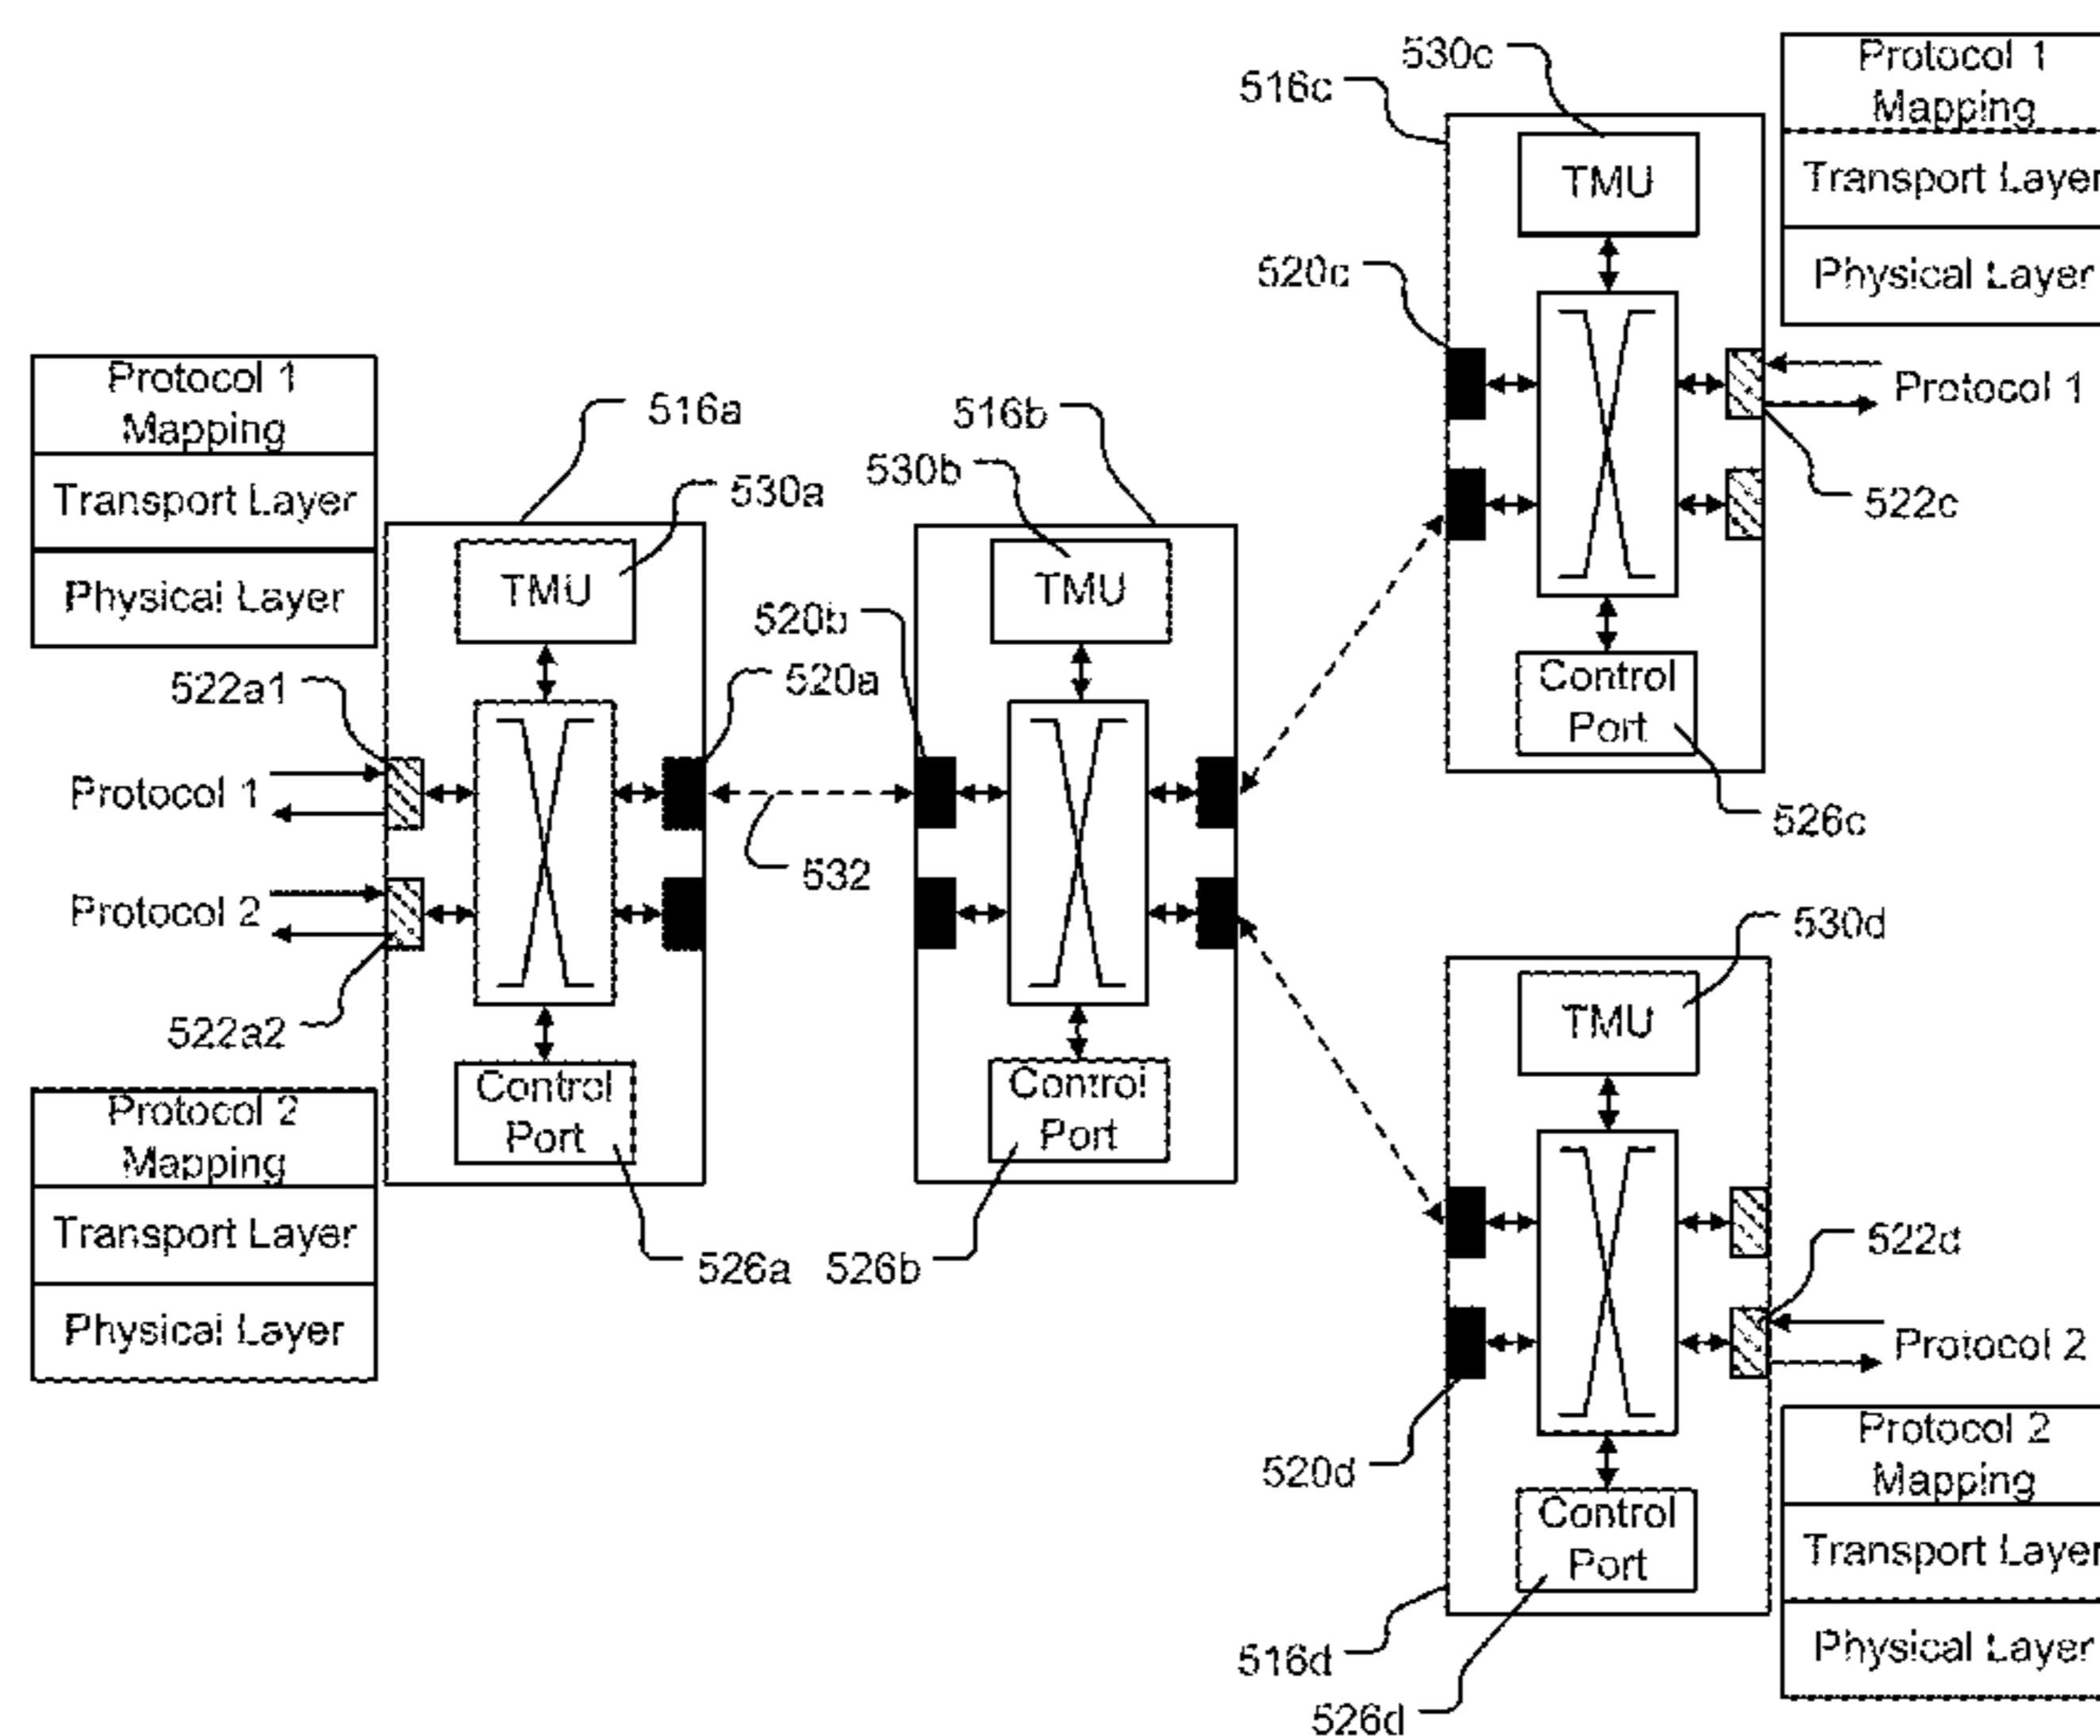 530c
516c
Protocol 1
Mapping
Transport Layer
Physical Layer
TMU
520c
Protocol 1
522c
Control
Port
526c
Protocol 1
Mapping
Transport Layer
Physical Layer
516a
530a
TMU
522a1
520a
Protocol 1
Protocol 2
522a2
532
Control
Port
526a
Protocol 2
Mapping
Transport Layer
Physical Layer
516b
530b
TMU
520b
Control
Port
526b
530d
TMU
522d
Protocol 2
520d
Control
Port
516d
526d
Protocol 2
Mapping
Transport Layer
Physical Layer